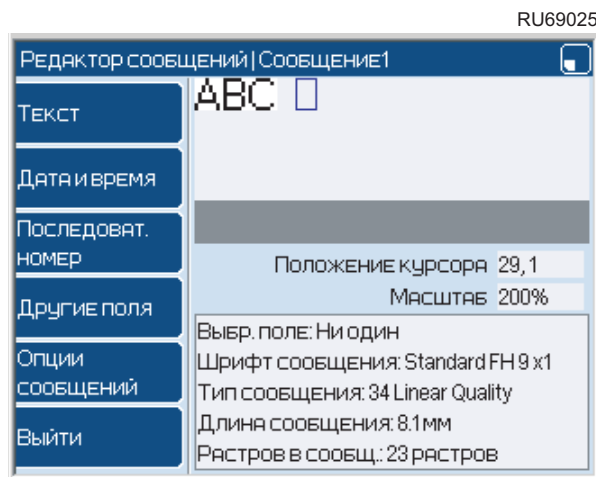 RU69025
Редактор сообщений|Сообщение1
ABC
Текст
Дата и время
Последоват.
номер
Другие поля
Опции
сообщений
Выйти
Положение курсора 29,1
Масштаб 200%
Выбр. поле: Ни один
Шрифт сообщения: Standard FH 9 x1
Тип сообщения: 34 Linear Quality
Длина сообщения: 8.1 мм
Растров в сообщ.: 23 растров